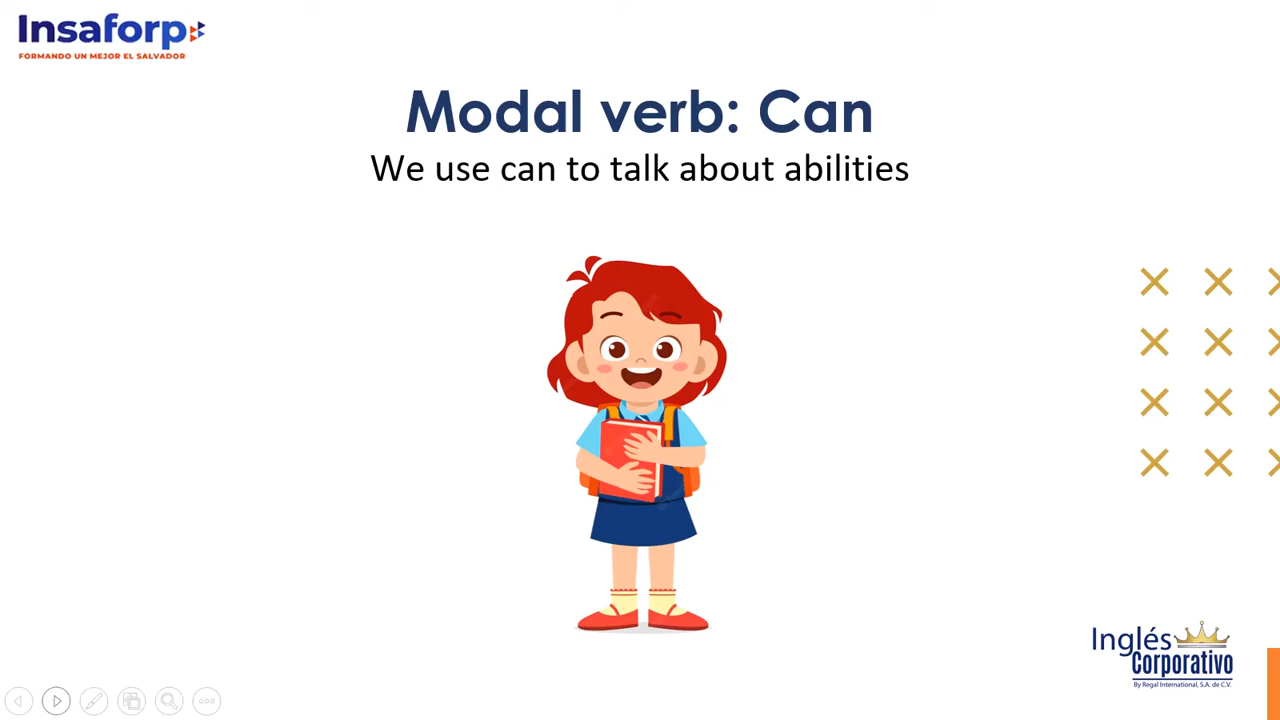 Insaforp
FORMANDO UN MEJOR EL SALVADOR
Modal verb: Can
We use can to talk about abilities
Inglés
Corporativo
By Regal International, S.A. de C.V.